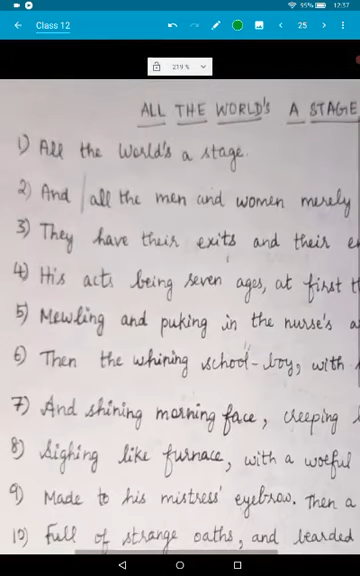 95% 12:37
Class 12 25
219%
ALL THE WORLD'S A STAGE
1) All the World's a stage.
2) And all the men and women merely
3) They have their exits and their
4) His acts being seven ages, at first
5) Mewling and puking in the nurse's
6) Then the whining school-boy, with
7) And shining morning face, creeping
8) Sighing like furnace, with a woeful
9) Made to his mistress' eyebrow. Then a
10) Full of strange oaths, and bearded